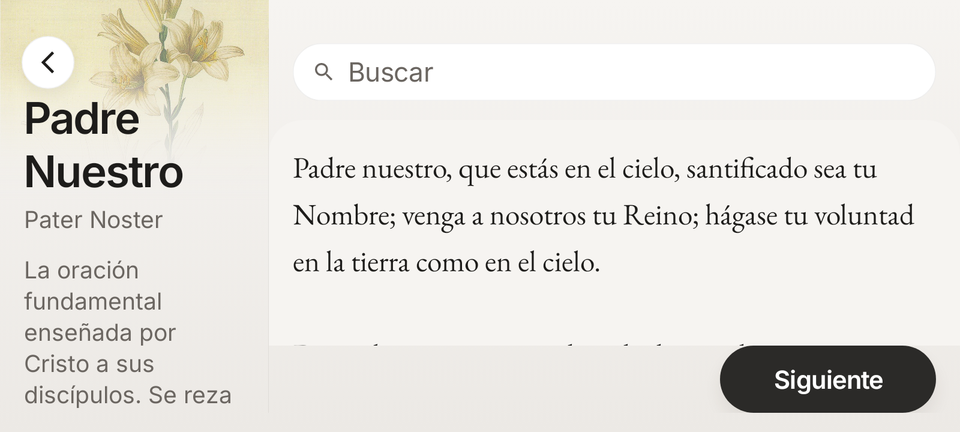 Padre
Nuestro
Pater Noster
La oración
fundamental
enseñada por
Cristo a sus
discípulos. Se reza
Buscar
Padre nuestro, que estás en el cielo, santificado sea tu
Nombre; venga a nosotros tu Reino; hágase tu voluntad
en la tierra como en el cielo.
Siguiente